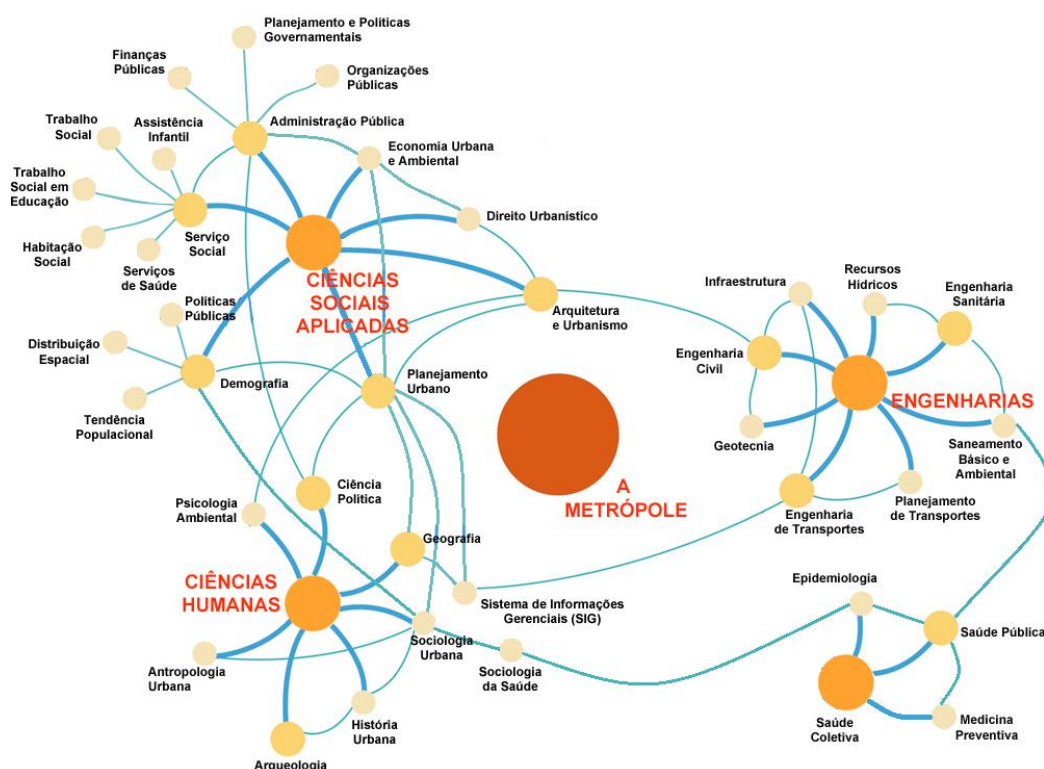 Planejamento e Políticas
Governamentais
Finanças
Públicas
Organizações
Públicas
Trabalho
Social
Assistência
Infantil
Administração Pública
Economia Urbana
e Ambiental
Trabalho
Social em
Educação
Direito Urbanístico
Habitação
Social
Serviço
Social
Serviços
de Saúde
CIÊNCIAS
SOCIAIS
APLICADAS
Arquitetura
e Urbanismo
Políticas
Públicas
Distribuição
Espacial
Demografia
Planejamento
Urbano
Tendência
Populacional
Infraestrutura
Recursos
Hídricos
Engenharia
Sanitária
Engenharia
Civil
ENGENHARIAS
Geotecnia
Saneamento
Básico e
Ambiental
Planejamento
de Transportes
Engenharia
de Transportes
A
METRÓPOLE
Ciência
Política
Psicologia
Ambiental
Geografia
CIÊNCIAS
HUMANAS
Sistema de Informações
Gerenciais (SIG)
Sociologia
Urbana
Sociologia
da Saúde
Antropologia
Urbana
História
Urbana
Arqueologia
Epidemiologia
Saúde Pública
Saúde
Coletiva
Medicina
Preventiva